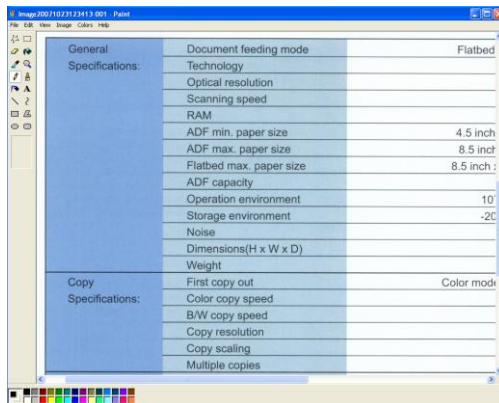 Image20071023123413-001 - Paint
File Edit View Image Colors Help
General Document feeding mode Flatbed
Specifications: Technology
Optical resolution
Scanning speed
RAM
ADF min. paper size 4.5 inch
ADF max. paper size 8.5 inch
Flatbed max. paper size 8.5 inch
ADF capacity
Operation environment 10
Storage environment -20
Noise
Dimensions(H x W x D)
Weight
Copy First copy out Color mode
Specifications: Color copy speed
B/W copy speed
Copy resolution
Copy scaling
Multiple copies